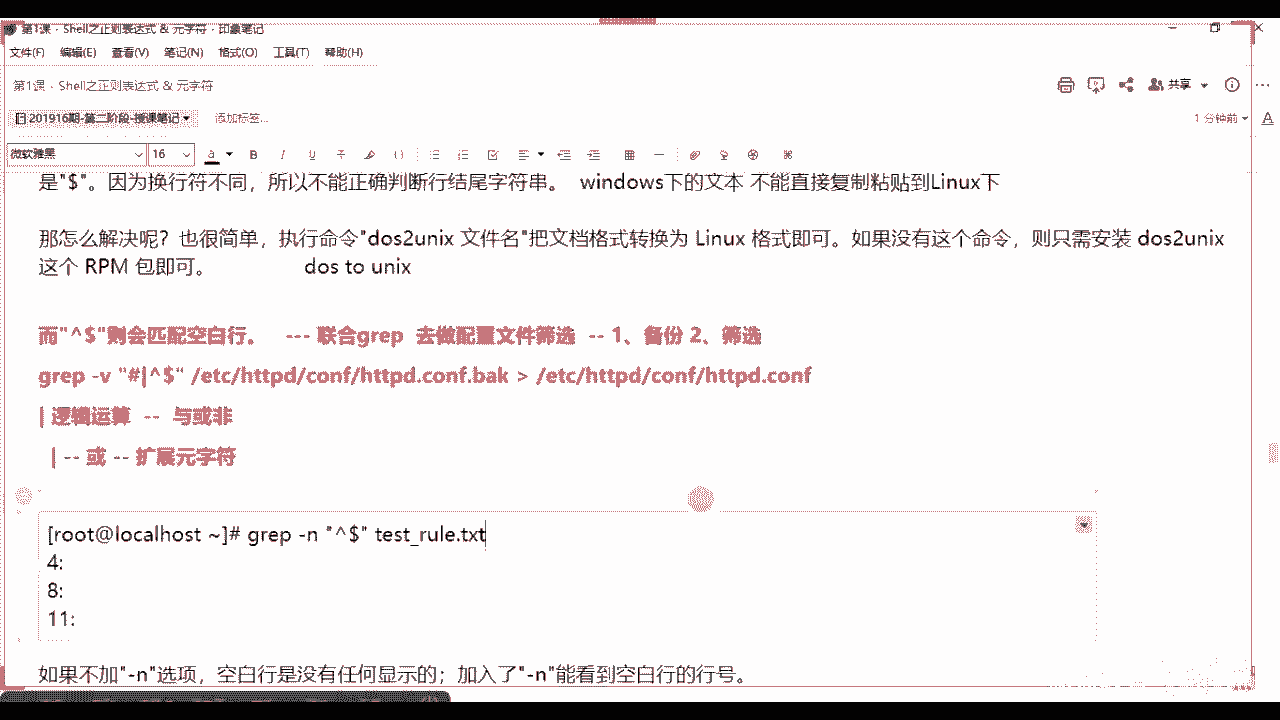 第1课 · Shell之正则表达式 & 元字符 - 印象笔记
文件(F) 编辑(E) 查看(V) 笔记(N) 格式(O) 工具(T) 帮助(H)
第1课 · Shell之正则表达式 & 元字符
共享
201916期-第二阶段-授课笔记 添加标签...
1 分钟前
微软雅黑 16
是"$"。因为换行符不同，所以不能正确判断行结尾字符串。 windows下的文本 不能直接复制粘贴到Linux下
那怎么解决呢？也很简单，执行命令"dos2unix 文件名"把文档格式转换为 Linux 格式即可。如果没有这个命令，则只需安装 dos2unix
这个 RPM 包即可。 dos to unix
而"^$"则会匹配空白行。 --- 联合grep 去做配置文件筛选 -- 1、备份 2、筛选
grep -v "#|^$" /etc/httpd/conf/httpd.conf.bak > /etc/httpd/conf/httpd.conf
| 逻辑运算 -- 与或非
| -- 或 -- 扩展元字符
[root@localhost ~]# grep -n "^$" test_rule.txt
4:
8:
11:
如果不加"-n"选项，空白行是没有任何显示的；加入了"-n"能看到空白行的行号。